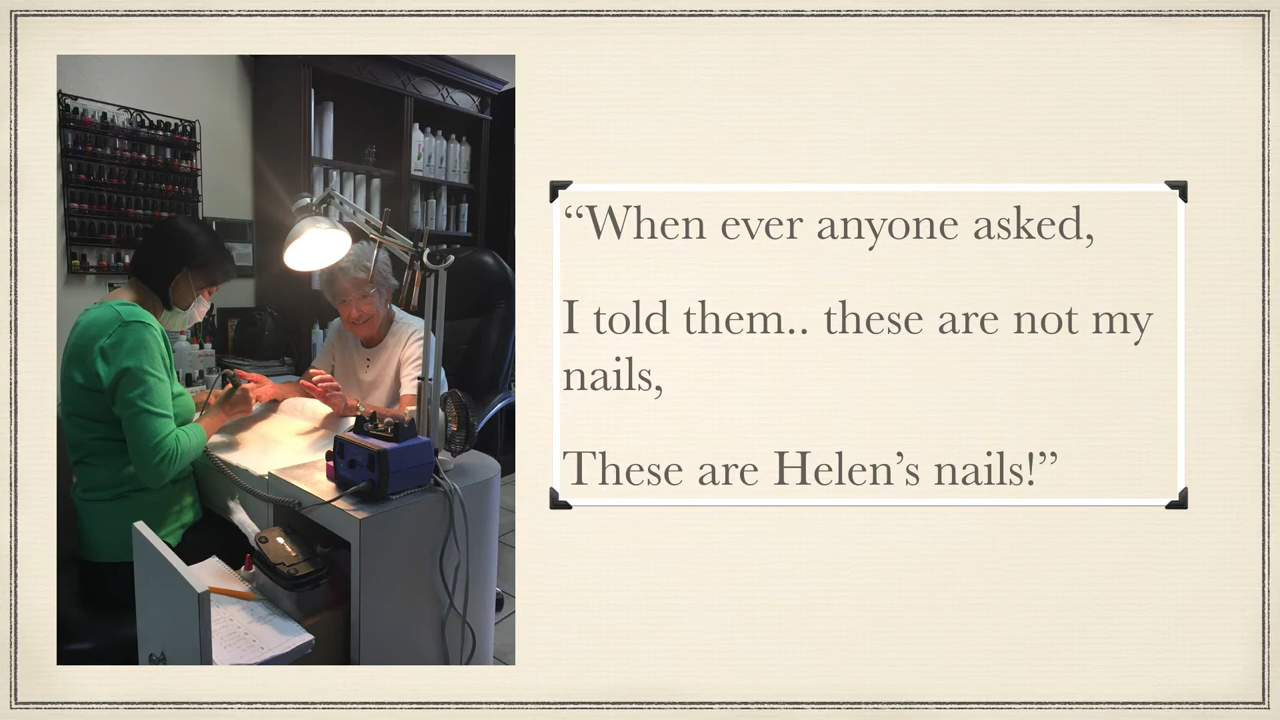 “When ever anyone asked,
I told them.. these are not my
nails,
These are Helen’s nails!”